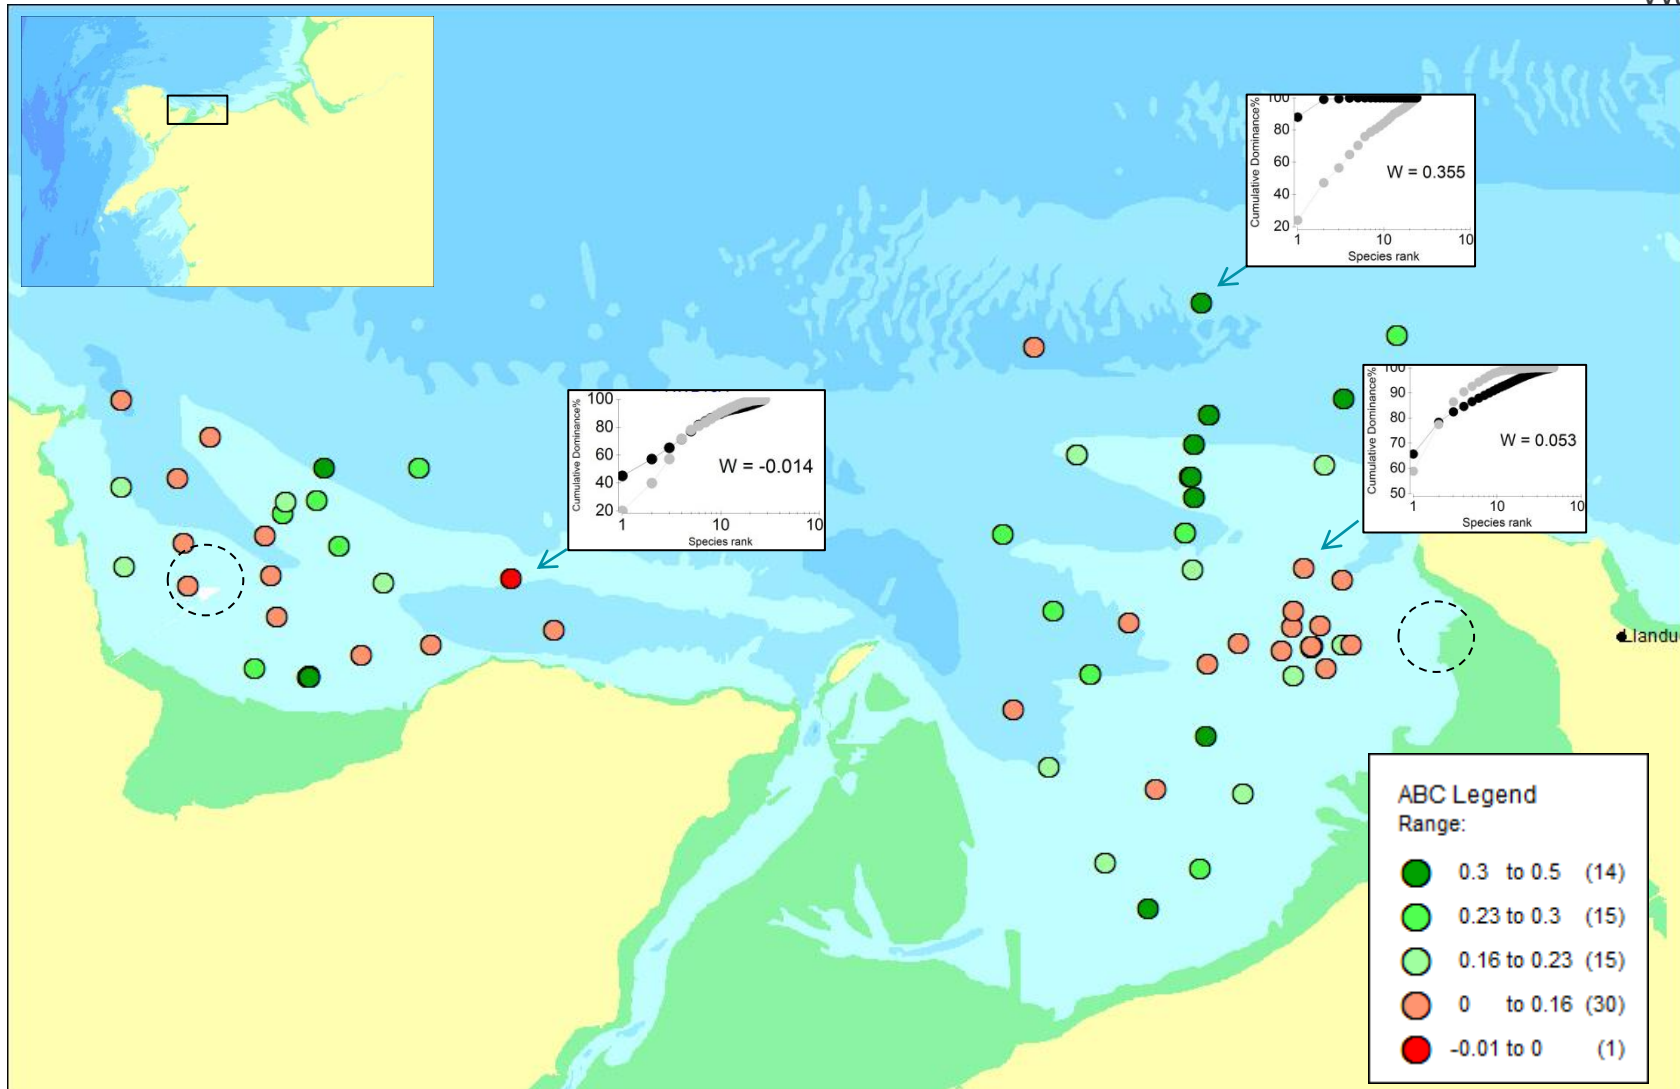 100
80
60
40
20
1
10
10
Cumulative Dominance%
W = 0.355
Species rank
100
80
60
40
20
1
10
10
Cumulative Dominance%
W = -0.014
Species rank
100
90
80
70
60
50
1
10
10
Cumulative Dominance%
W = 0.053
Species rank
Llandu
ABC Legend
Range:
0.3 to 0.5 (14)
0.23 to 0.3 (15)
0.16 to 0.23 (15)
0 to 0.16 (30)
-0.01 to 0 (1)